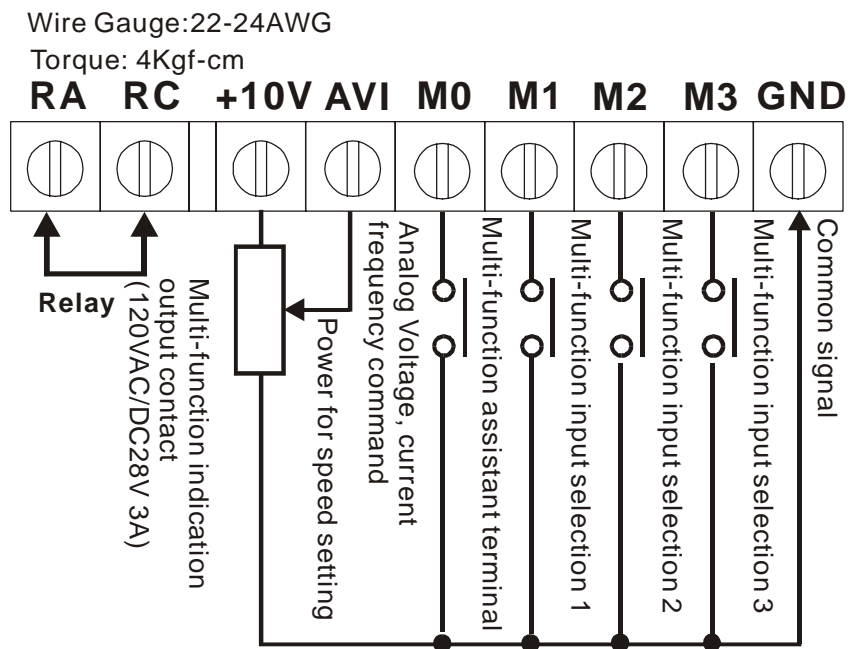 Wire Gauge:22-24AWG
Torque: 4Kgf-cm
RA RC +10V AVI M0 M1 M2 M3 GND
Relay
Multi-function indication
output contact
(120VAC/DC28V 3A)
Power for speed setting
Analog Voltage, current
frequency command
Multi-function assistant terminal
Multi-function input selection 1
Multi-function input selection 2
Multi-function input selection 3
Common signal